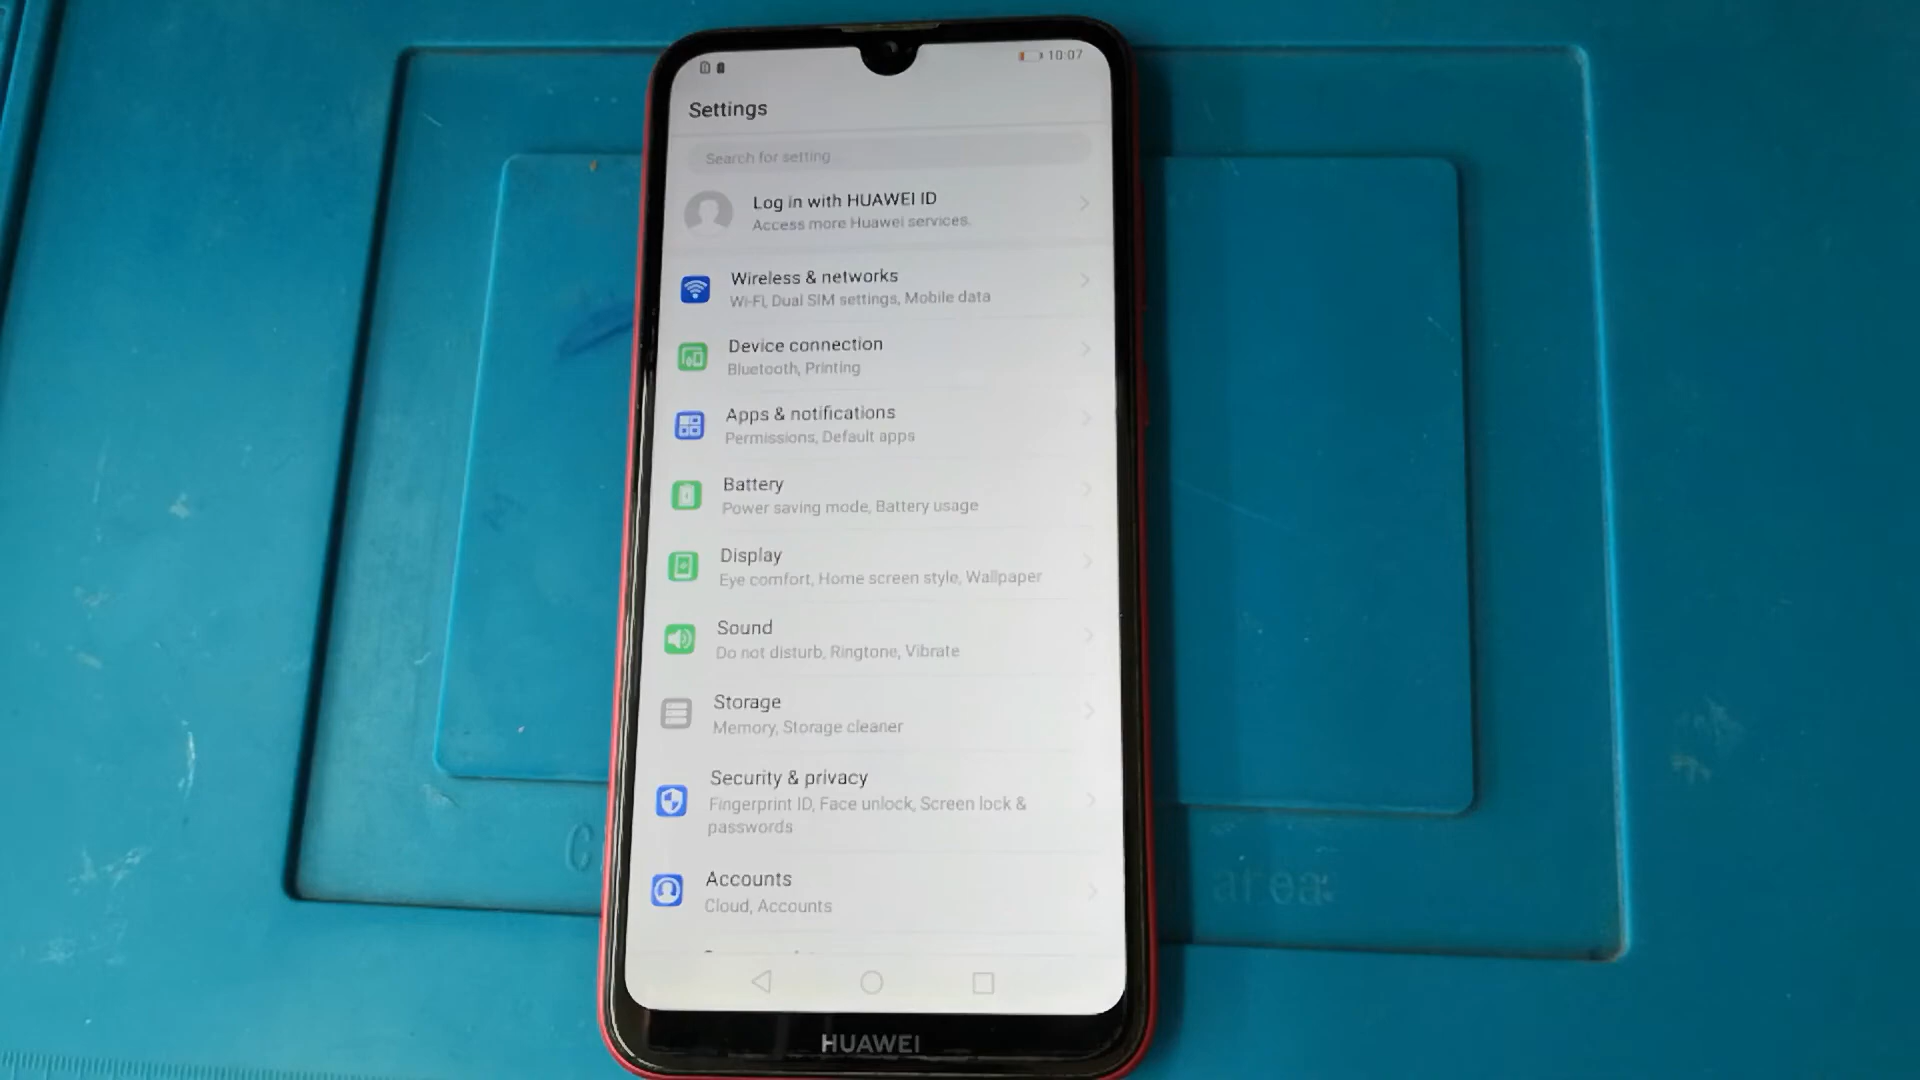 10:07
Settings
Search for setting
Log in with HUAWEI ID
Access more Huawei services.
Wireless & networks
Wi-Fi, Dual SIM settings, Mobile data
Device connection
Bluetooth, Printing
Apps & notifications
Permissions, Default apps
Battery
Power saving mode, Battery usage
Display
Eye comfort, Home screen style, Wallpaper
Sound
Do not disturb, Ringtone, Vibrate
Storage
Memory, Storage cleaner
Security & privacy
Fingerprint ID, Face unlock, Screen lock &
passwords
Accounts
Cloud, Accounts
HUAWEI
area